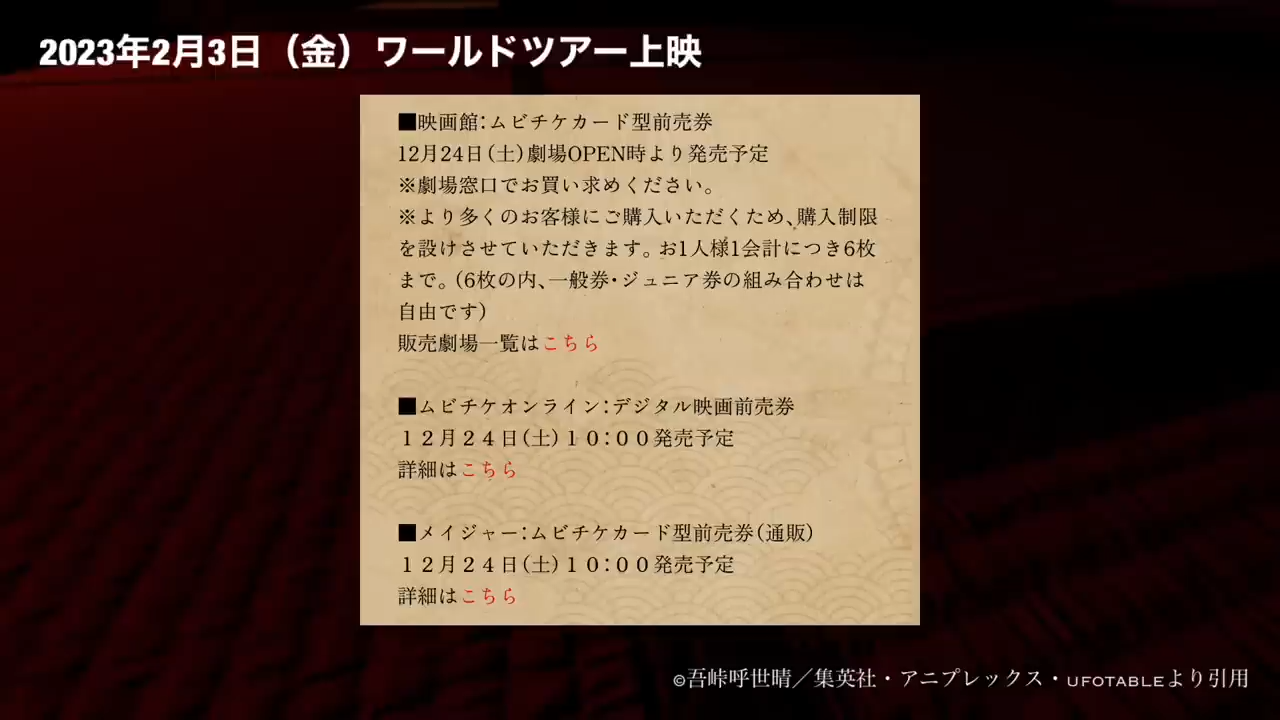 2023年2月3日（金）ワールドツアー上映
■映画館：ムビチケカード型前売券
12月24日（土）劇場OPEN時より発売予定
※劇場窓口でお買い求めください。
※より多くのお客様にご購入いただくため、購入制限
を設けさせていただきます。お1人様1会計につき6枚
まで。（6枚の内、一般券・ジュニア券の組み合わせは
自由です）
販売劇場一覧はこちら
■ムビチケオンライン：デジタル映画前売券
１２月２４日（土）１０：００発売予定
詳細はこちら
■メイジャー：ムビチケカード型前売券（通販）
１２月２４日（土）１０：００発売予定
詳細はこちら
©吾峠呼世晴／集英社・アニプレックス・UFOTABLEより引用